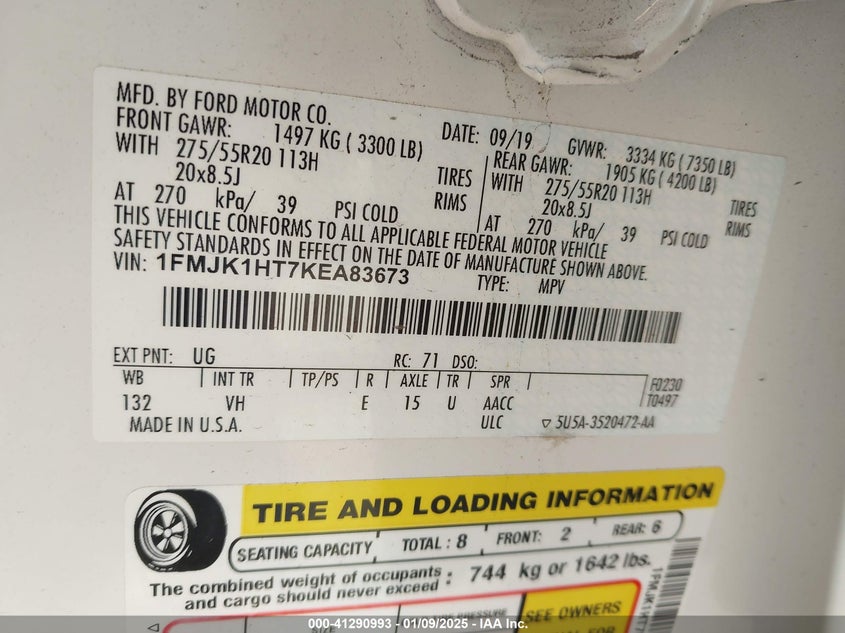 MFD. BY FORD MOTOR CO.
DATE: 09/19
GVWR: 3334 KG ( 7350 LB)
FRONT GAWR: 1497 KG ( 3300 LB)
REAR GAWR: 1905 KG ( 4200 LB)
WITH 275/55R20 113H TIRES
WITH 275/55R20 113H TIRES
20x8.5J RIMS
20x8.5J RIMS
AT 270 kPa/ 39 PSI COLD
AT 270 kPa/ 39 PSI COLD
THIS VEHICLE CONFORMS TO ALL APPLICABLE FEDERAL MOTOR VEHICLE
SAFETY STANDARDS IN EFFECT ON THE DATE OF MANUFACTURE SHOWN ABOVE.
VIN: 1FMJK1HT7KEA83673
TYPE: MPV
EXT PNT: UG RC: 71 DSO:
WB INT TR TP/PS R AXLE TR SPR F0230
132 VH E 15 U AACC T0497
MADE IN U.S.A. ULC 5U5A-3520472-AA
TIRE AND LOADING INFORMATION
SEATING CAPACITY TOTAL : 8 FRONT: 2 REAR: 6
The combined weight of occupants and cargo should never exceed : 744 kg or 1642 lbs.
SEE OWNERS
000-41290993 - 01/09/2025 - IAA Inc.